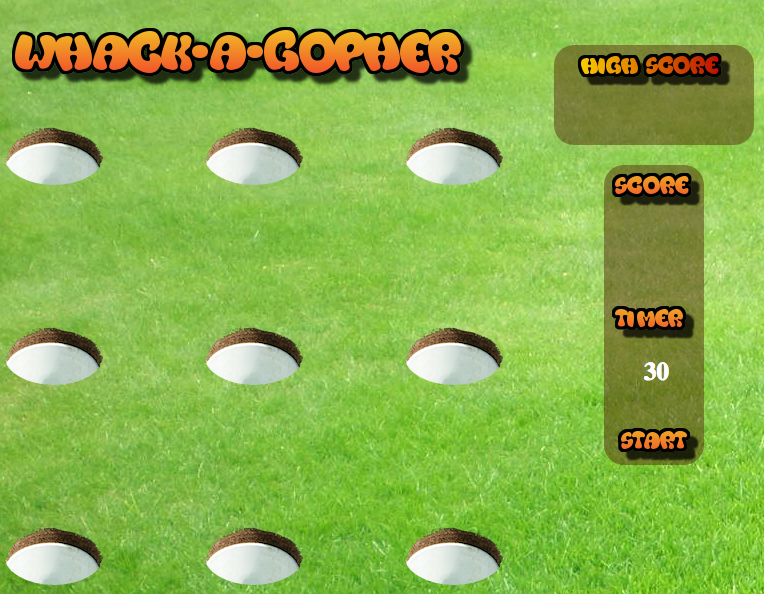 WHACK-A-GOPHER
HIGH SCORE
SCORE
TIMER
30
START